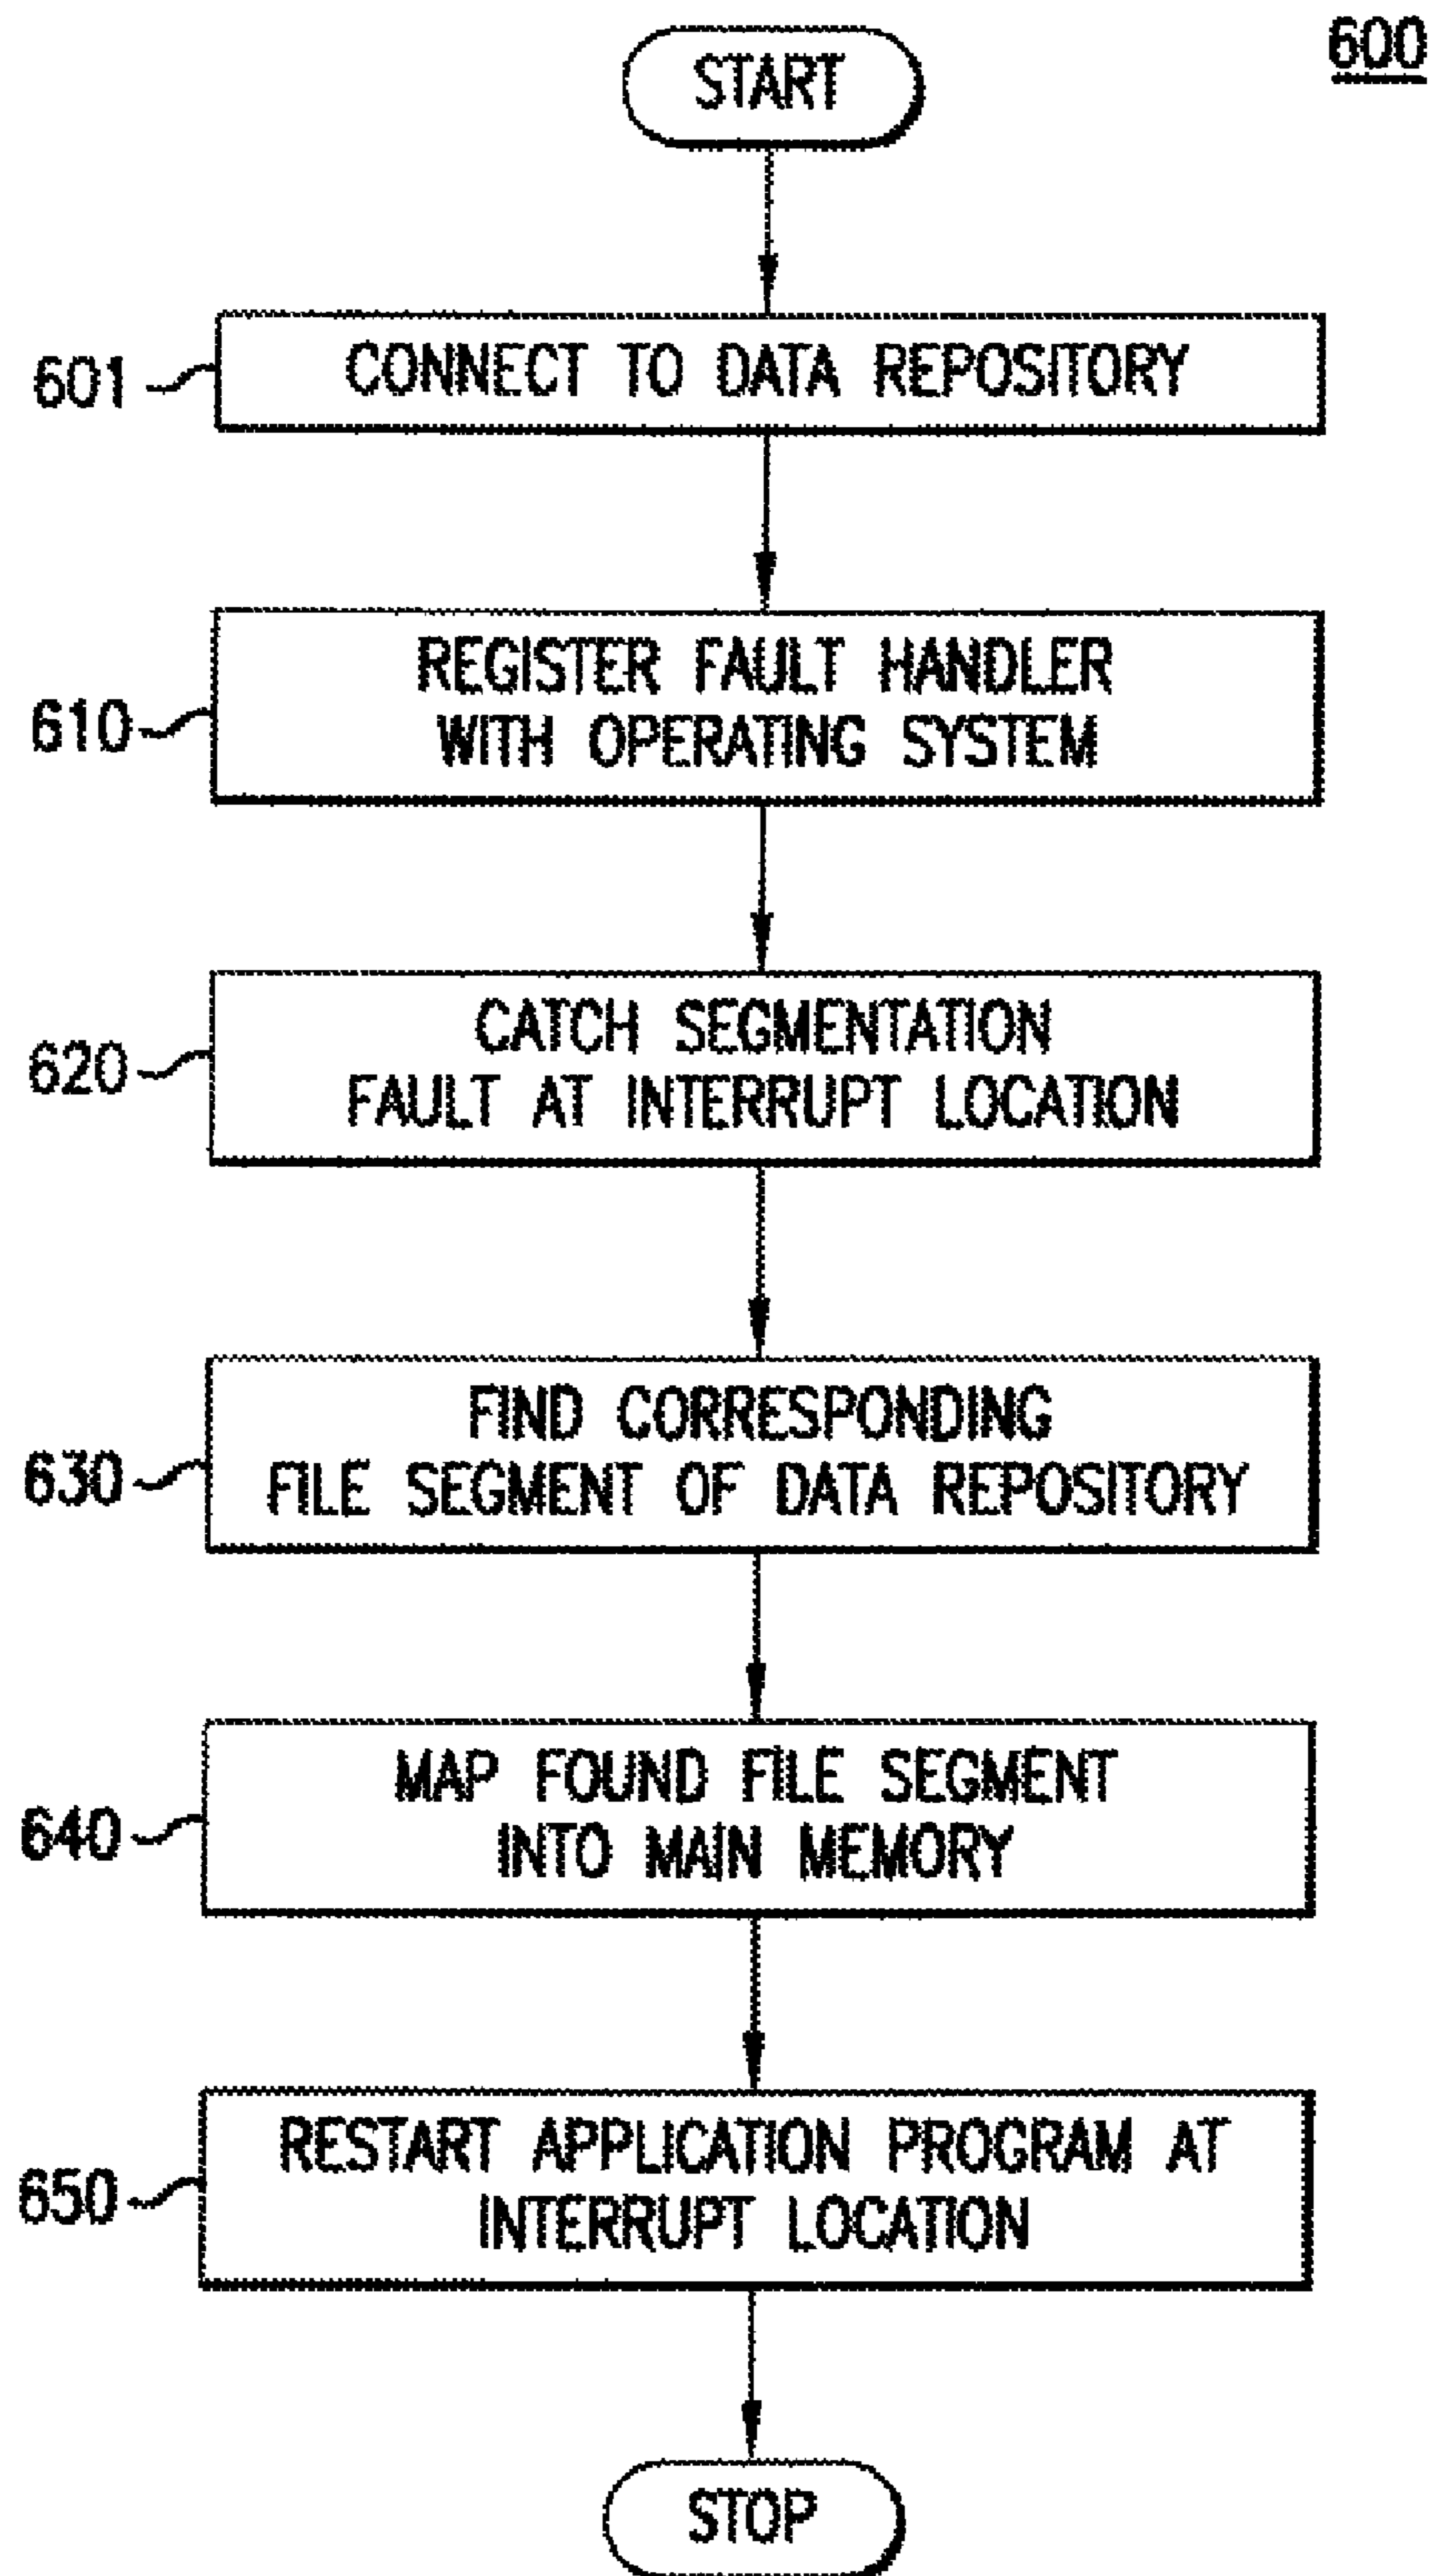 600
START
601
CONNECT TO DATA REPOSITORY
610
REGISTER FAULT HANDLER
WITH OPERATING SYSTEM
620
CATCH SEGMENTATION
FAULT AT INTERRUPT LOCATION
630
FIND CORRESPONDING
FILE SEGMENT OF DATA REPOSITORY
640
MAP FOUND FILE SEGMENT
INTO MAIN MEMORY
650
RESTART APPLICATION PROGRAM AT
INTERRUPT LOCATION
STOP